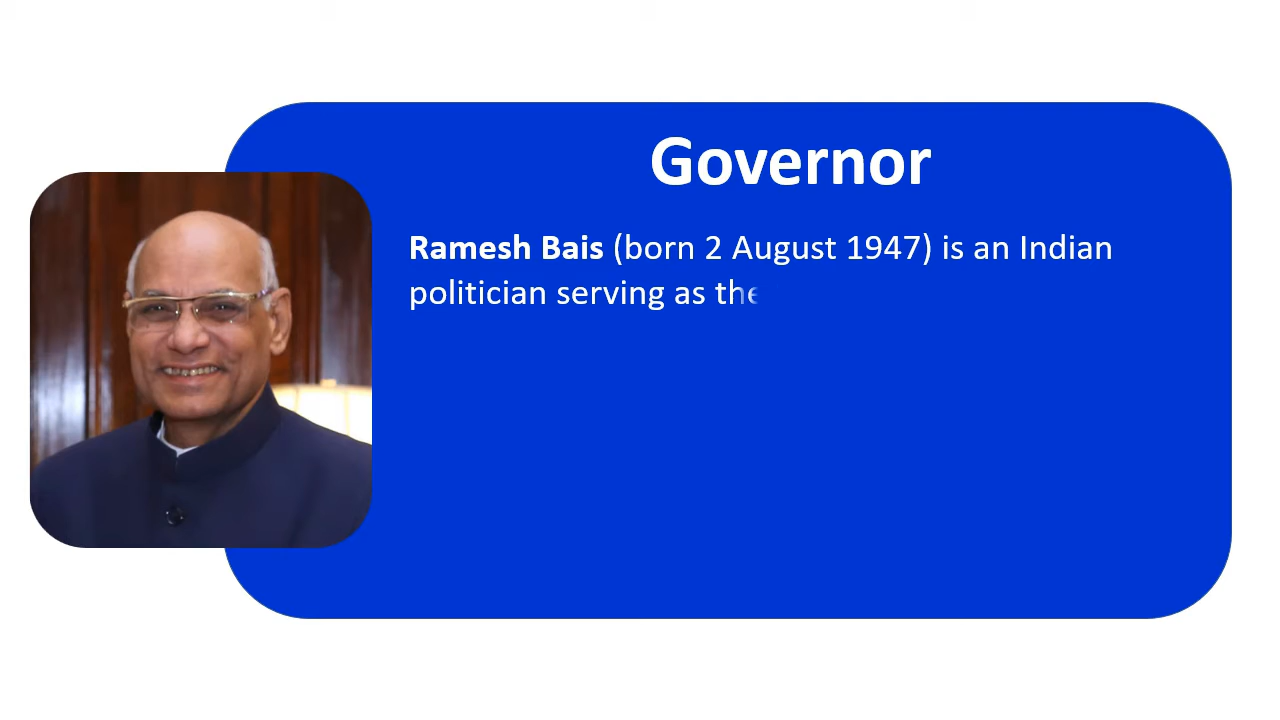 Governor
Ramesh Bais (born 2 August 1947) is an Indian
politician serving as the